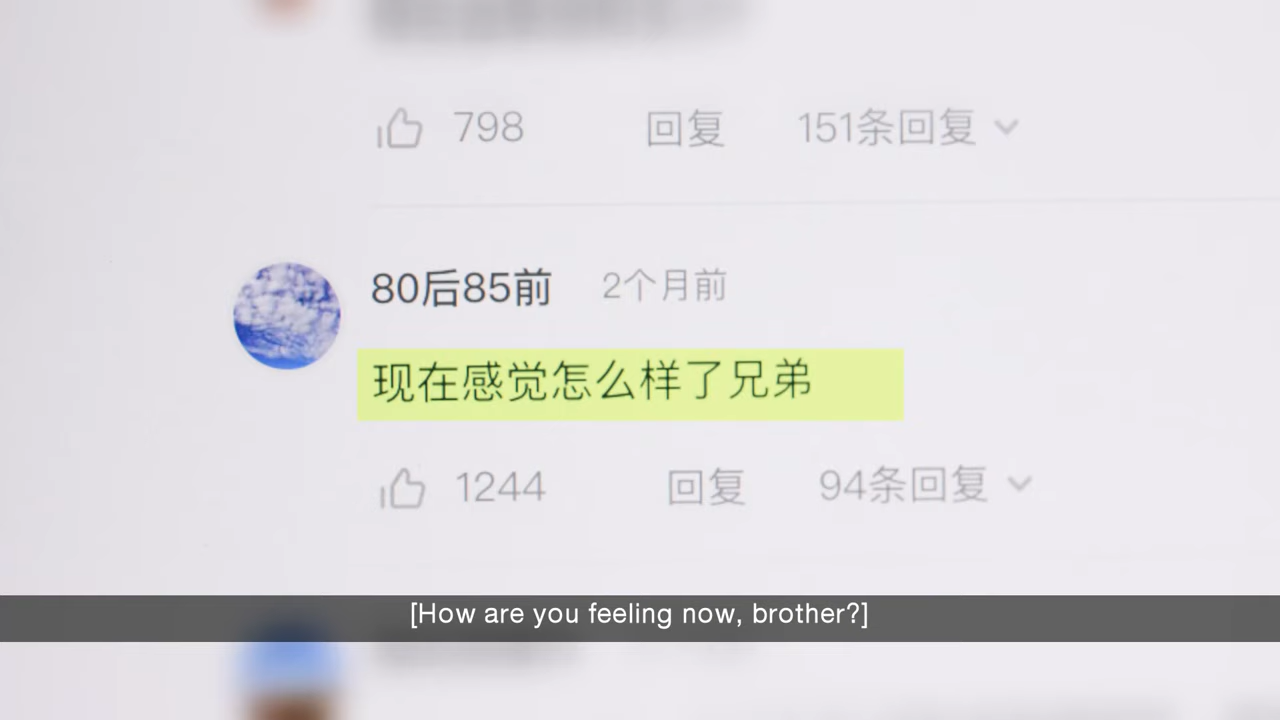 798 回复 151条回复
80后85前 2个月前
现在感觉怎么样了兄弟
1244 回复 94条回复
[How are you feeling now, brother?]